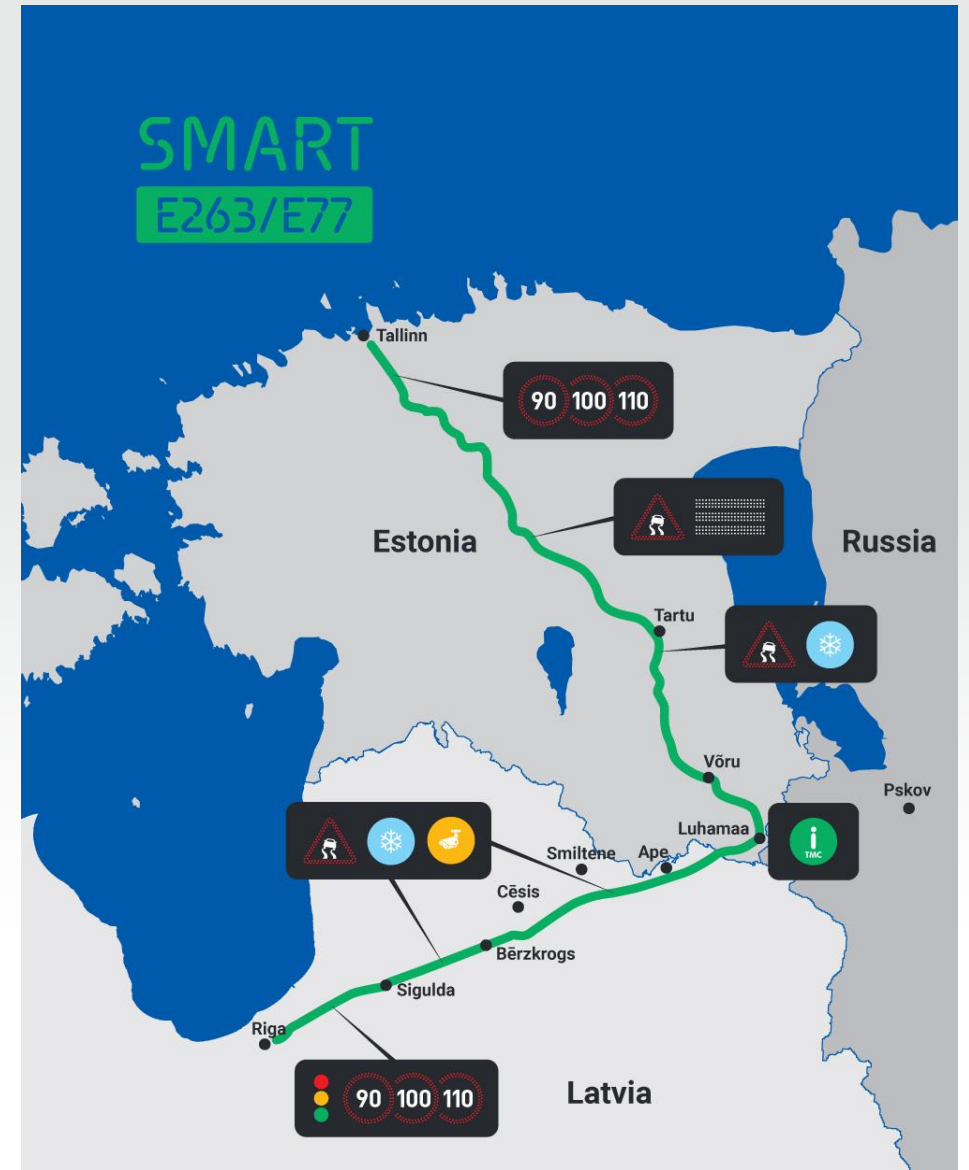 SMART
E263/E77
Tallinn
90 100 110
Estonia
Russia
Tartu
Võru
Pskov
Luhamaa
TMC
Smiltene
Ape
Cēsis
Bērzkrogs
Sigulda
Riga
90 100 110
Latvia